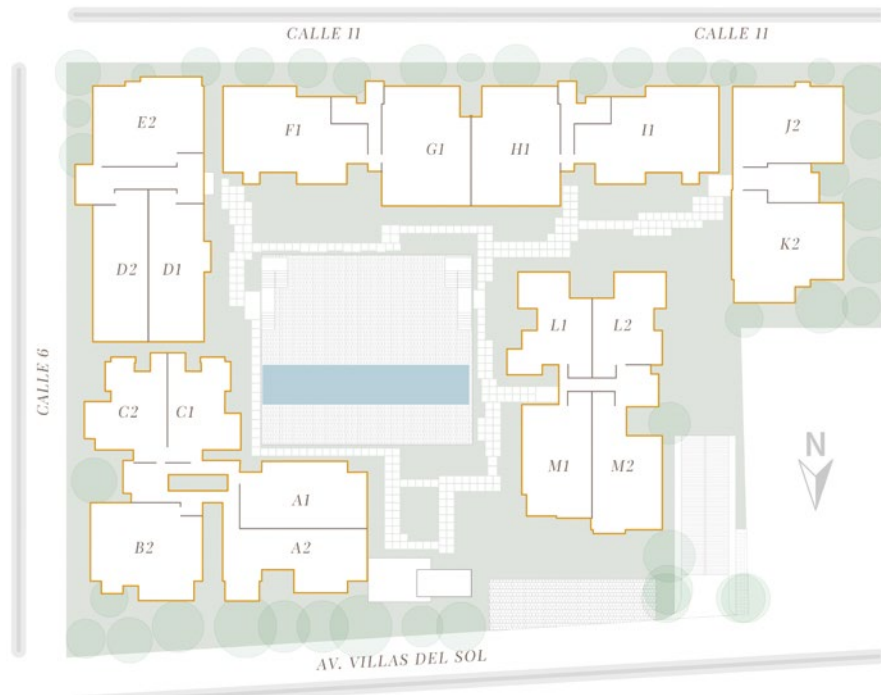 CALLE 11
CALLE 11
E2
F1
G1
H1
I1
J2
K2
D2
D1
L1
L2
CALLE 6
C2
C1
N
M1
M2
A1
A2
B2
AV. VILLAS DEL SOL